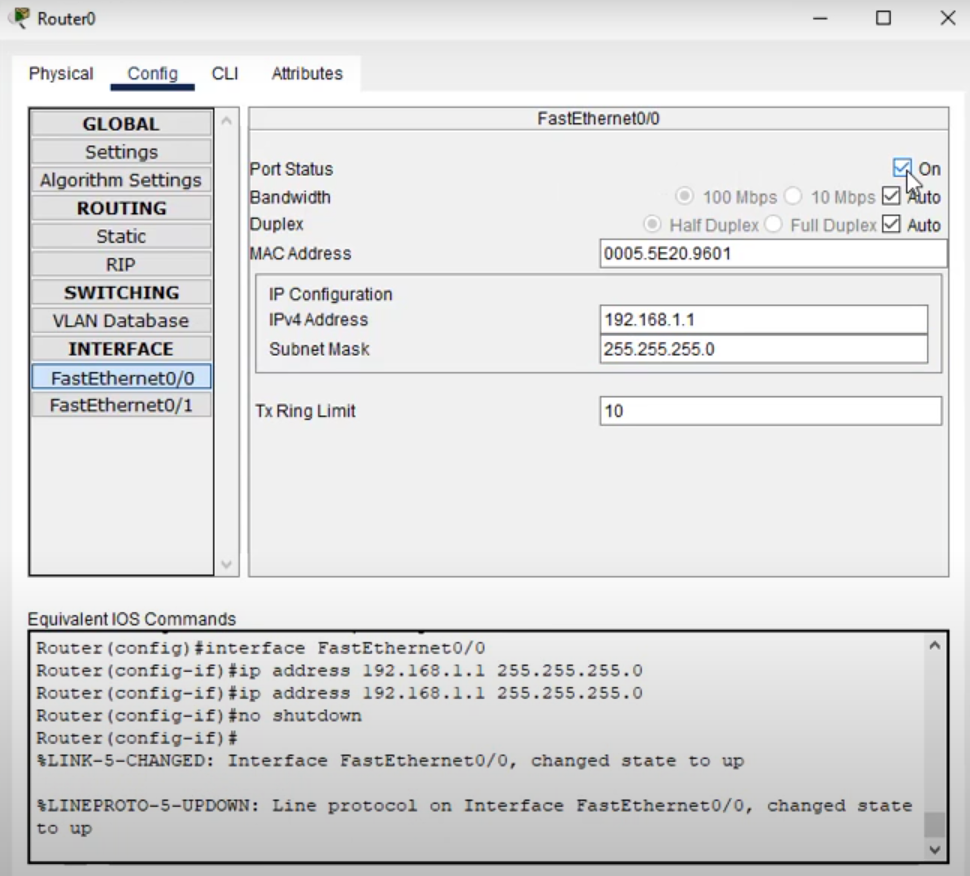 Router0
Physical Config CLI Attributes
GLOBAL
Settings
Algorithm Settings
ROUTING
Static
RIP
SWITCHING
VLAN Database
INTERFACE
FastEthernet0/0
FastEthernet0/1
FastEthernet0/0
Port Status On
Bandwidth 100 Mbps 10 Mbps Auto
Duplex Half Duplex Full Duplex Auto
MAC Address 0005.5E20.9601
IP Configuration
IPv4 Address 192.168.1.1
Subnet Mask 255.255.255.0
Tx Ring Limit 10
Equivalent IOS Commands
Router(config)#interface FastEthernet0/0
Router(config-if)#ip address 192.168.1.1 255.255.255.0
Router(config-if)#ip address 192.168.1.1 255.255.255.0
Router(config-if)#no shutdown
Router(config-if)#
%LINK-5-CHANGED: Interface FastEthernet0/0, changed state to up
%LINEPROTO-5-UPDOWN: Line protocol on Interface FastEthernet0/0, changed state
to up